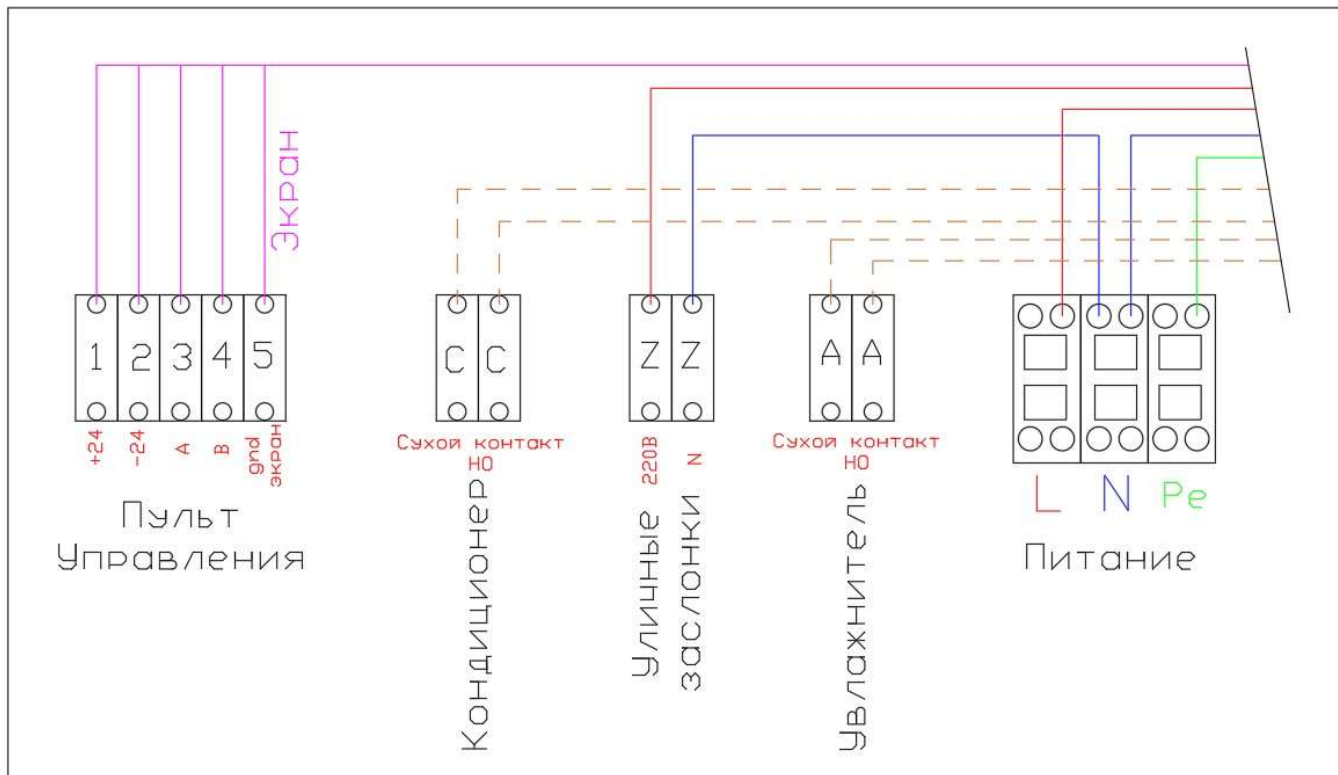 Экран
1 2 3 4 5
+24
-24
A
B
gnd
экран
Пульт
Управления
C C
Сухой контакт
НО
Кондиционер
Z Z
220В
N
Уличные
заслонки
A A
Сухой контакт
НО
Увлажнитель
L N Pe
Питание